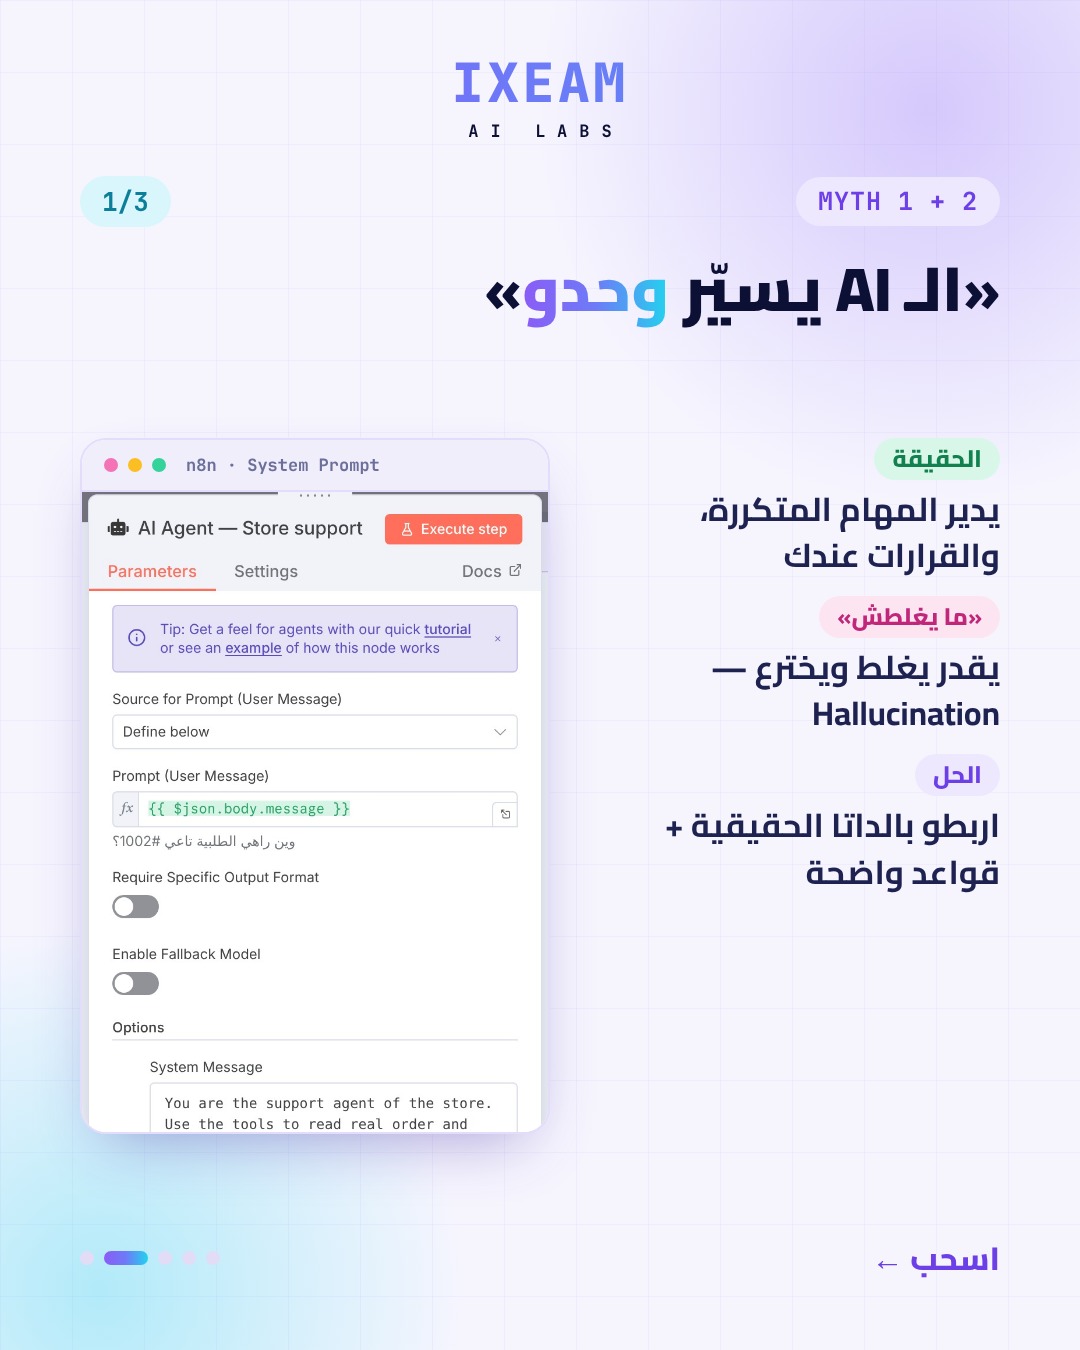 IXEAM
AI LABS
MYTH 1 + 2
1/3
«الـ AI يسيّر وحدو»
الحقيقة
يدير المهام المتكررة،
والقرارات عندك
«ما يغلطش»
يقدر يغلط ويخترع —
Hallucination
الحل
اربطو بالداتا الحقيقية +
قواعد واضحة
n8n · System Prompt
AI Agent — Store support
Execute step
Parameters
Settings
Docs
Tip: Get a feel for agents with our quick tutorial
or see an example of how this node works
×
Source for Prompt (User Message)
Define below
Prompt (User Message)
fx
{{ $json.body.message }}
وين راهي الطلبية تاعي #1002؟
Require Specific Output Format
Enable Fallback Model
Options
System Message
You are the support agent of the store.
Use the tools to read real order and
اسحب ←